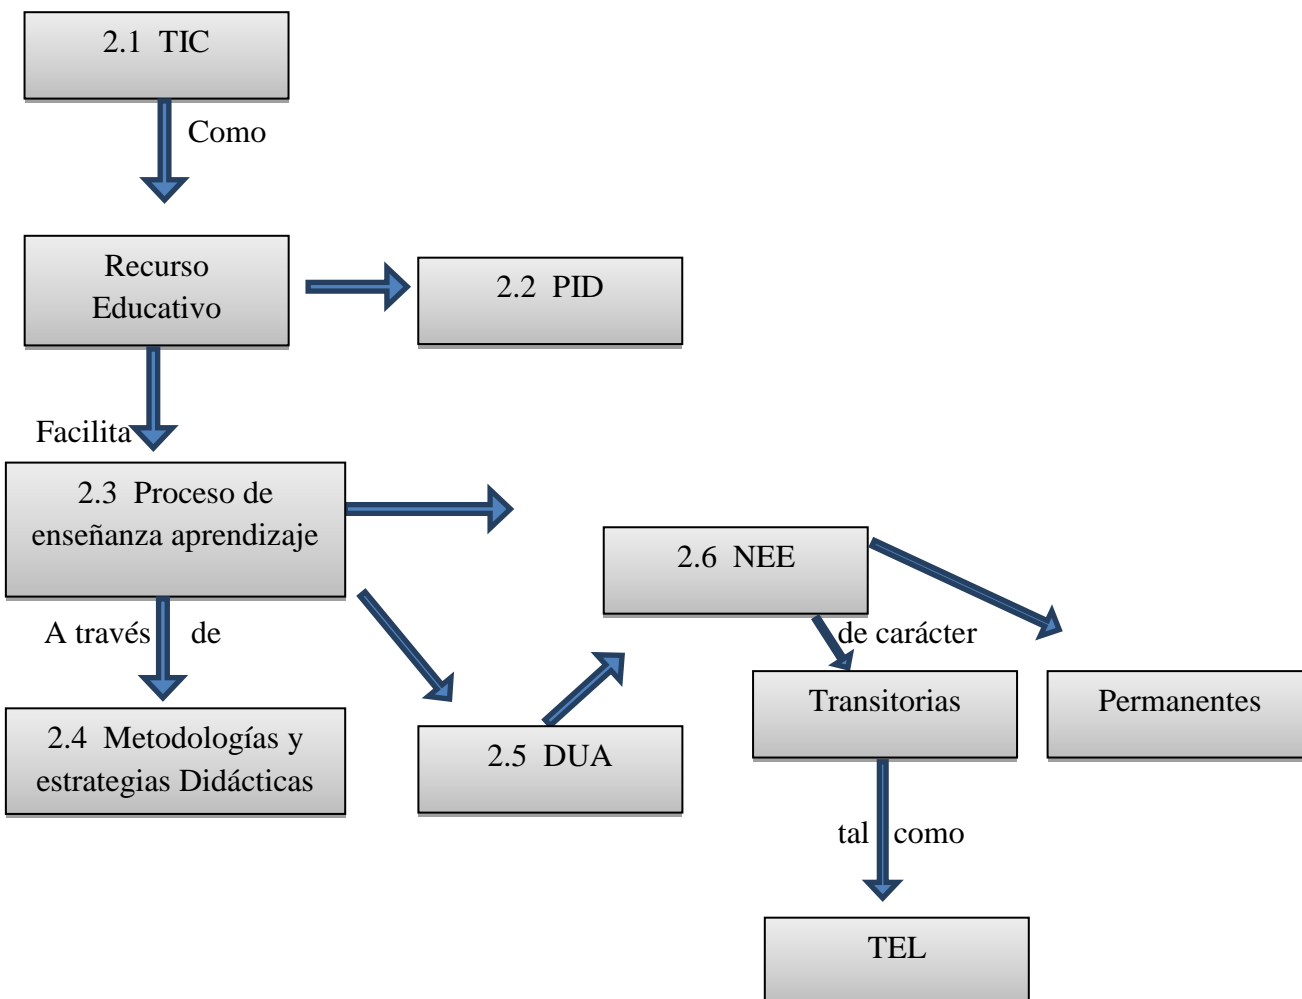 2.1 TIC
Como
Recurso
Educativo
2.2 PID
Facilita
2.3 Proceso de
enseñanza aprendizaje
2.6 NEE
A través de
de carácter
Transitorias
Permanentes
2.4 Metodologías y
estrategias Didácticas
2.5 DUA
tal como
TEL